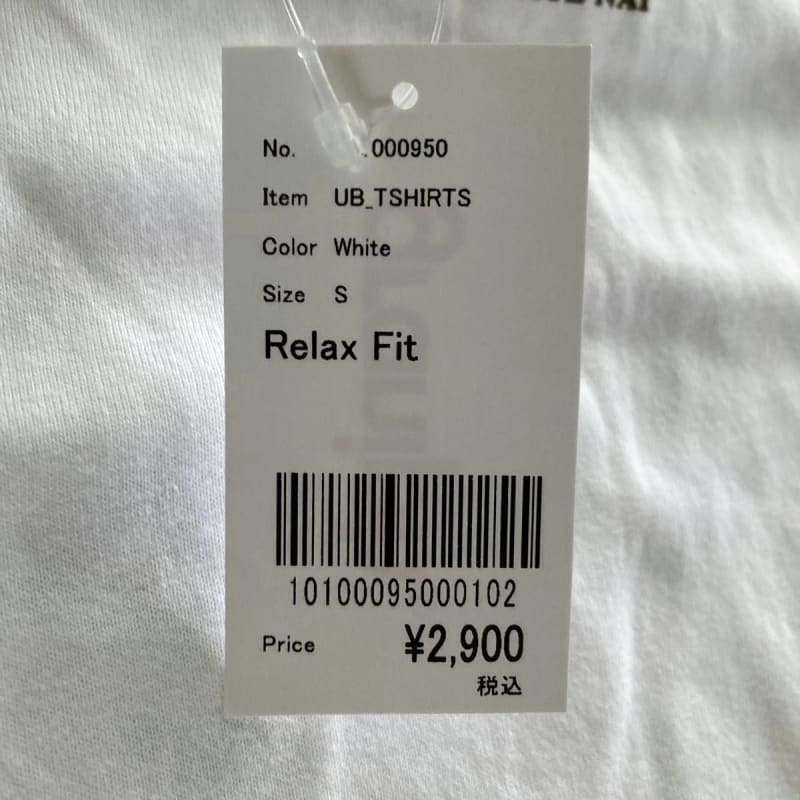 No. 000950
Item UB_TSHIRTS
Color White
Size S
Relax Fit
10100095000102
Price ¥2,900
税込